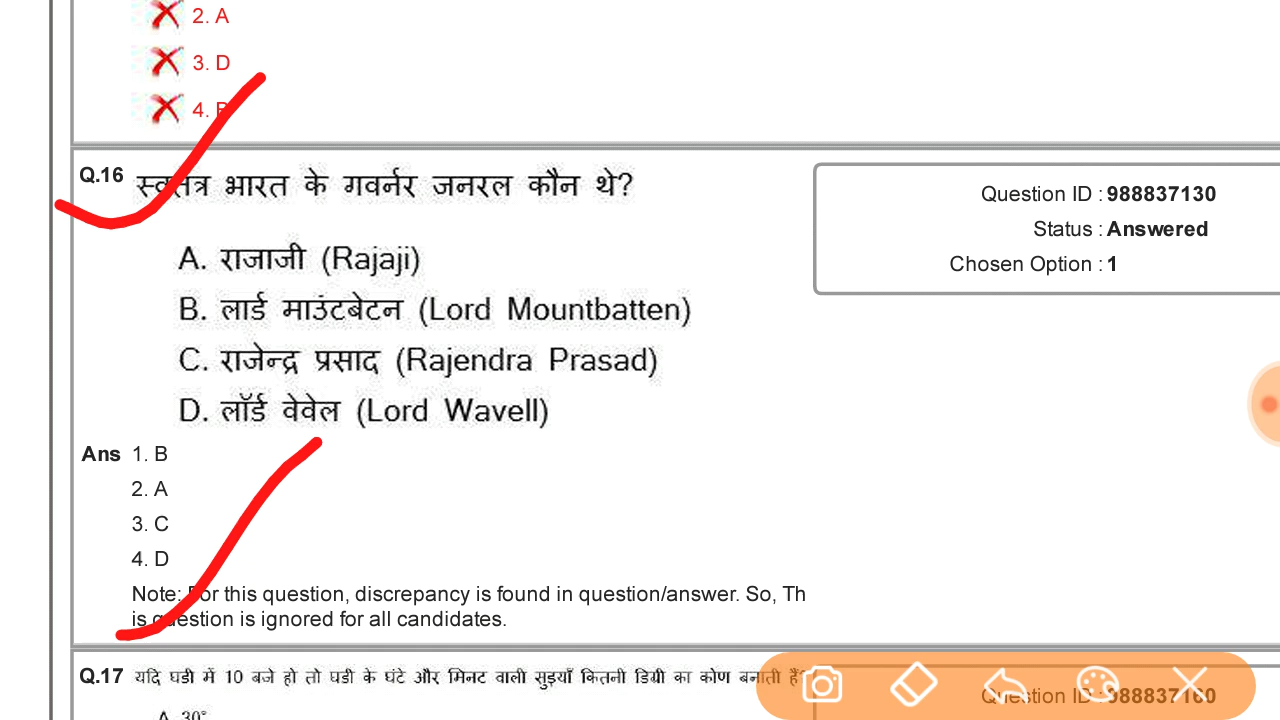 2. A
3. D
4. B
Q.16 स्वतंत्र भारत के गवर्नर जनरल कौन थे?
Question ID : 988837130
Status : Answered
Chosen Option : 1
A. राजाजी (Rajaji)
B. लार्ड माउंटबेटन (Lord Mountbatten)
C. राजेन्द्र प्रसाद (Rajendra Prasad)
D. लॉर्ड वेवेल (Lord Wavell)
Ans 1. B
2. A
3. C
4. D
Note: For this question, discrepancy is found in question/answer. So, Th
is question is ignored for all candidates.
Q.17 यदि घडी में 10 बजे हो तो घडी के घंटे और मिनट वाली सुइयाँ कितनी डिग्री का कोण बनाती हैं?
Question ID : 988837160
A. 30°